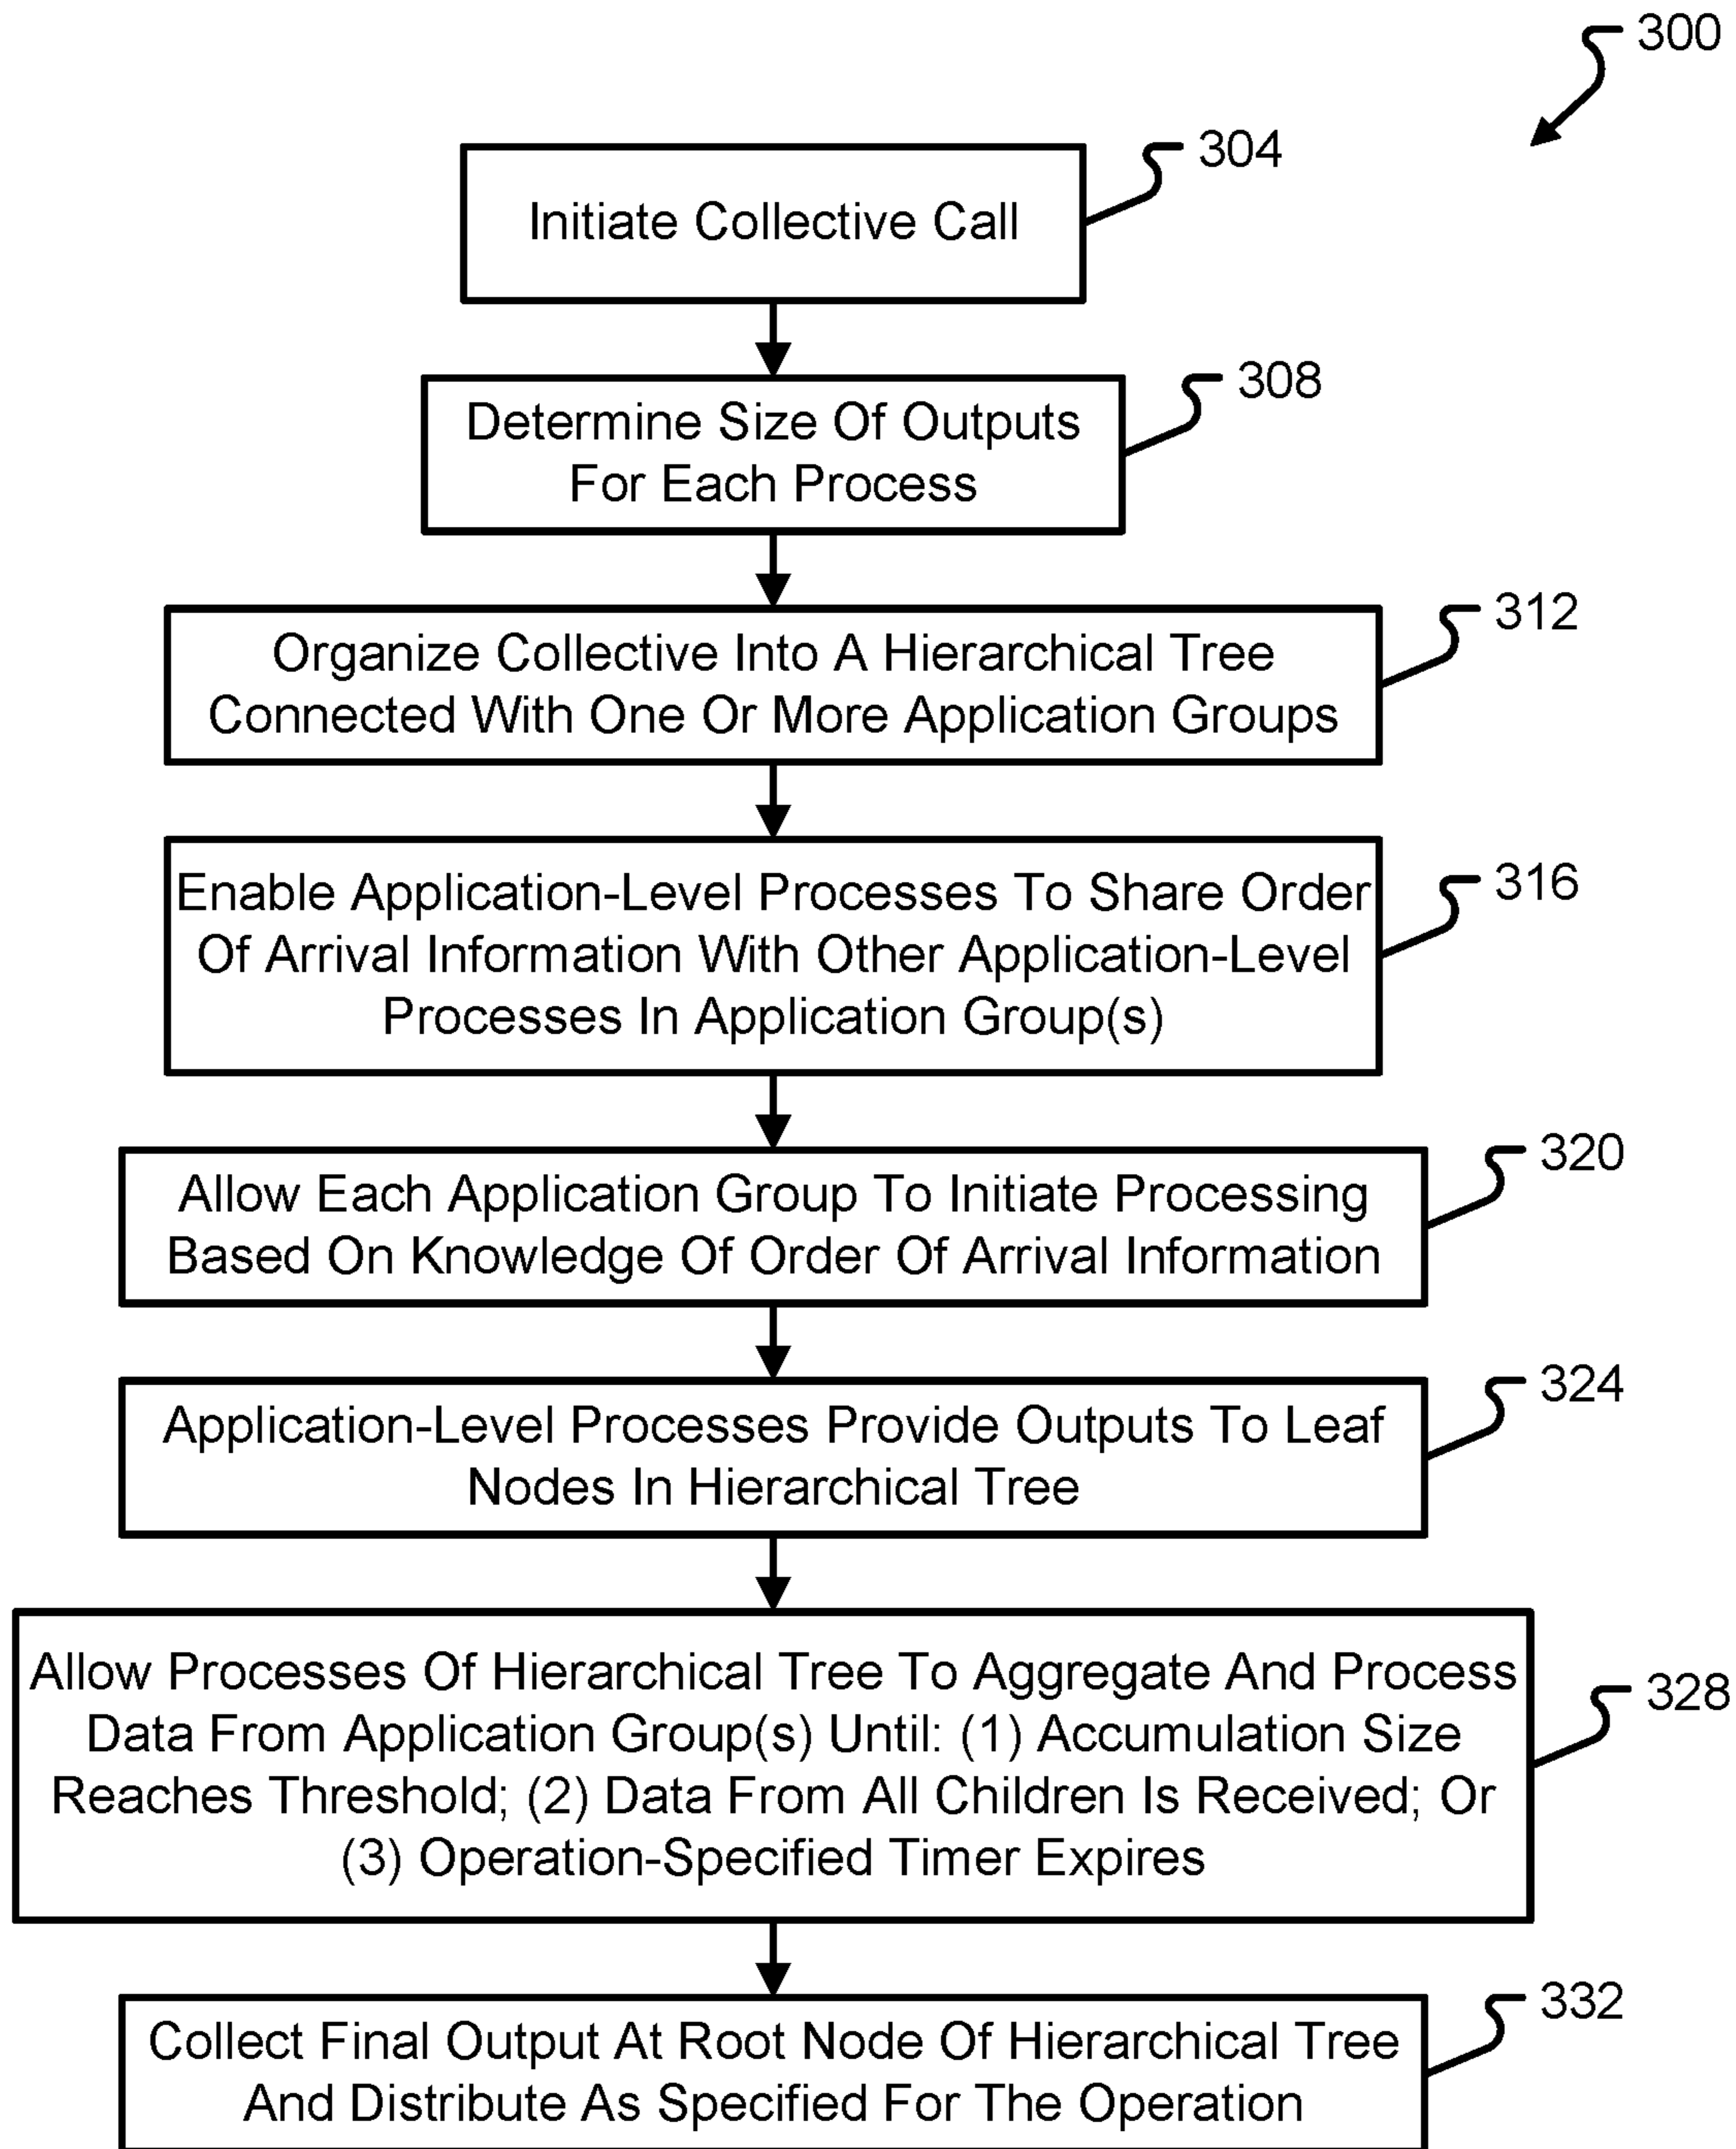 300
304
Initiate Collective Call
308
Determine Size Of Outputs
For Each Process
312
Organize Collective Into A Hierarchical Tree
Connected With One Or More Application Groups
316
Enable Application-Level Processes To Share Order
Of Arrival Information With Other Application-Level
Processes In Application Group(s)
320
Allow Each Application Group To Initiate Processing
Based On Knowledge Of Order Of Arrival Information
324
Application-Level Processes Provide Outputs To Leaf
Nodes In Hierarchical Tree
328
Allow Processes Of Hierarchical Tree To Aggregate And Process
Data From Application Group(s) Until: (1) Accumulation Size
Reaches Threshold; (2) Data From All Children Is Received; Or
(3) Operation-Specified Timer Expires
332
Collect Final Output At Root Node Of Hierarchical Tree
And Distribute As Specified For The Operation